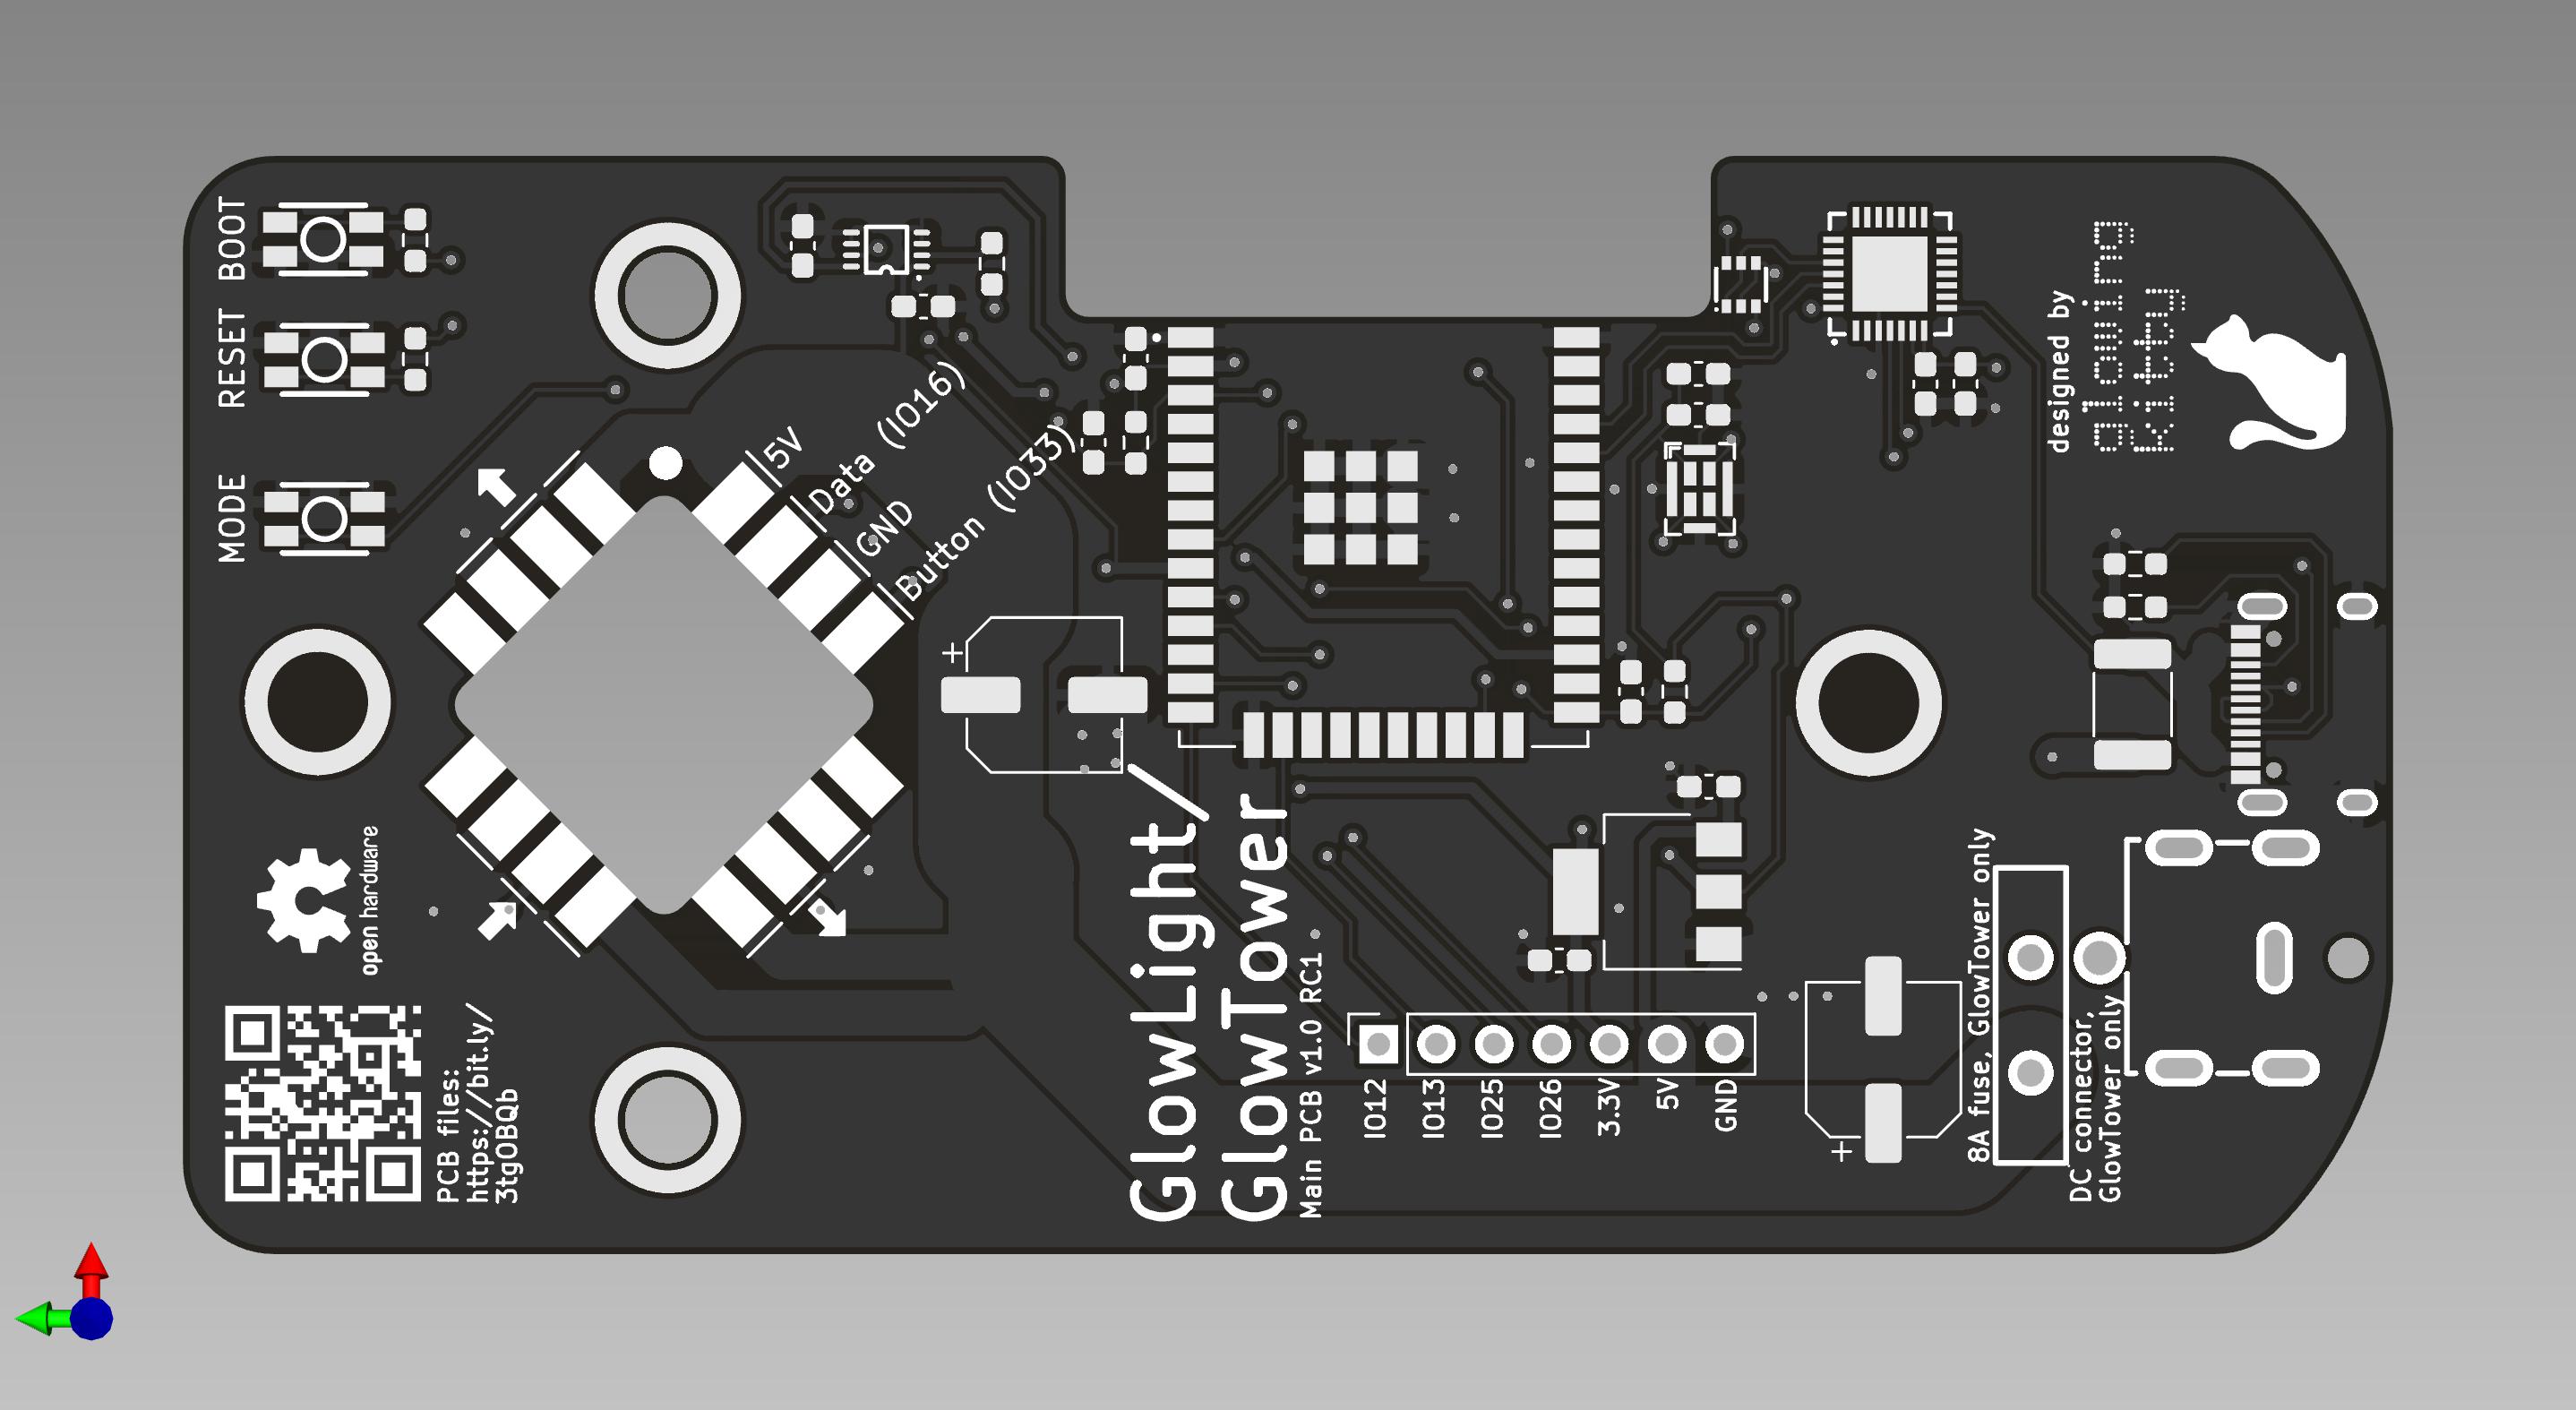 BOOT
RESET
MODE
5V
Data (IO16)
GND
Button (IO33)
designed by
glowing
kitty
+
open hardware
PCB files:
https://bit.ly/
3tgOBQb
GlowLight/
GlowTower
Main PCB v1.0 RC1
IO12
IO13
IO25
IO26
3.3V
5V
GND
+
8A fuse, GlowTower only
DC connector,
GlowTower only